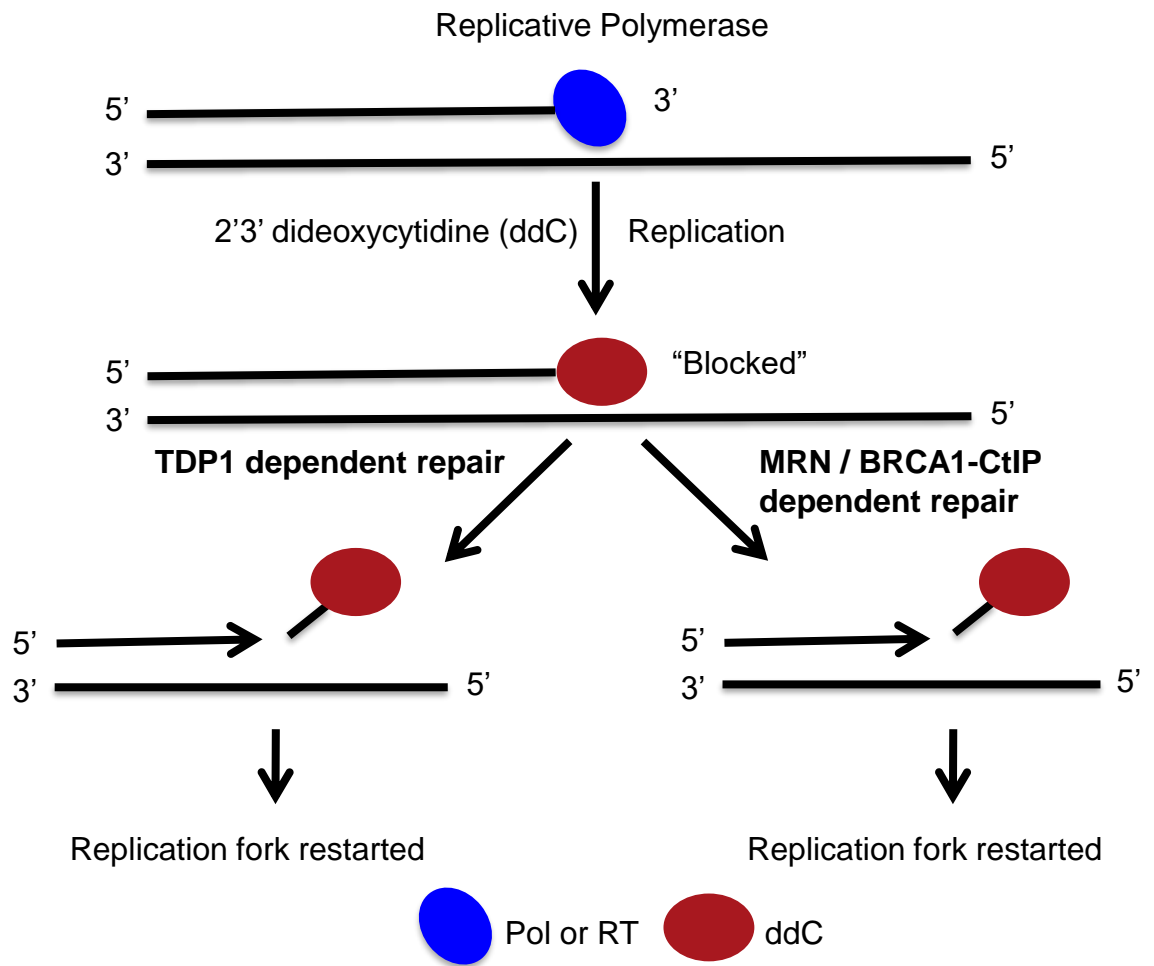 Replicative Polymerase
5’
3’
3’
5’
2’3’ dideoxycytidine (ddC)
Replication
5’
“Blocked”
3’
5’
TDP1 dependent repair
MRN / BRCA1-CtIP
dependent repair
5’
3’
5’
5’
3’
5’
Replication fork restarted
Replication fork restarted
Pol or RT
ddC